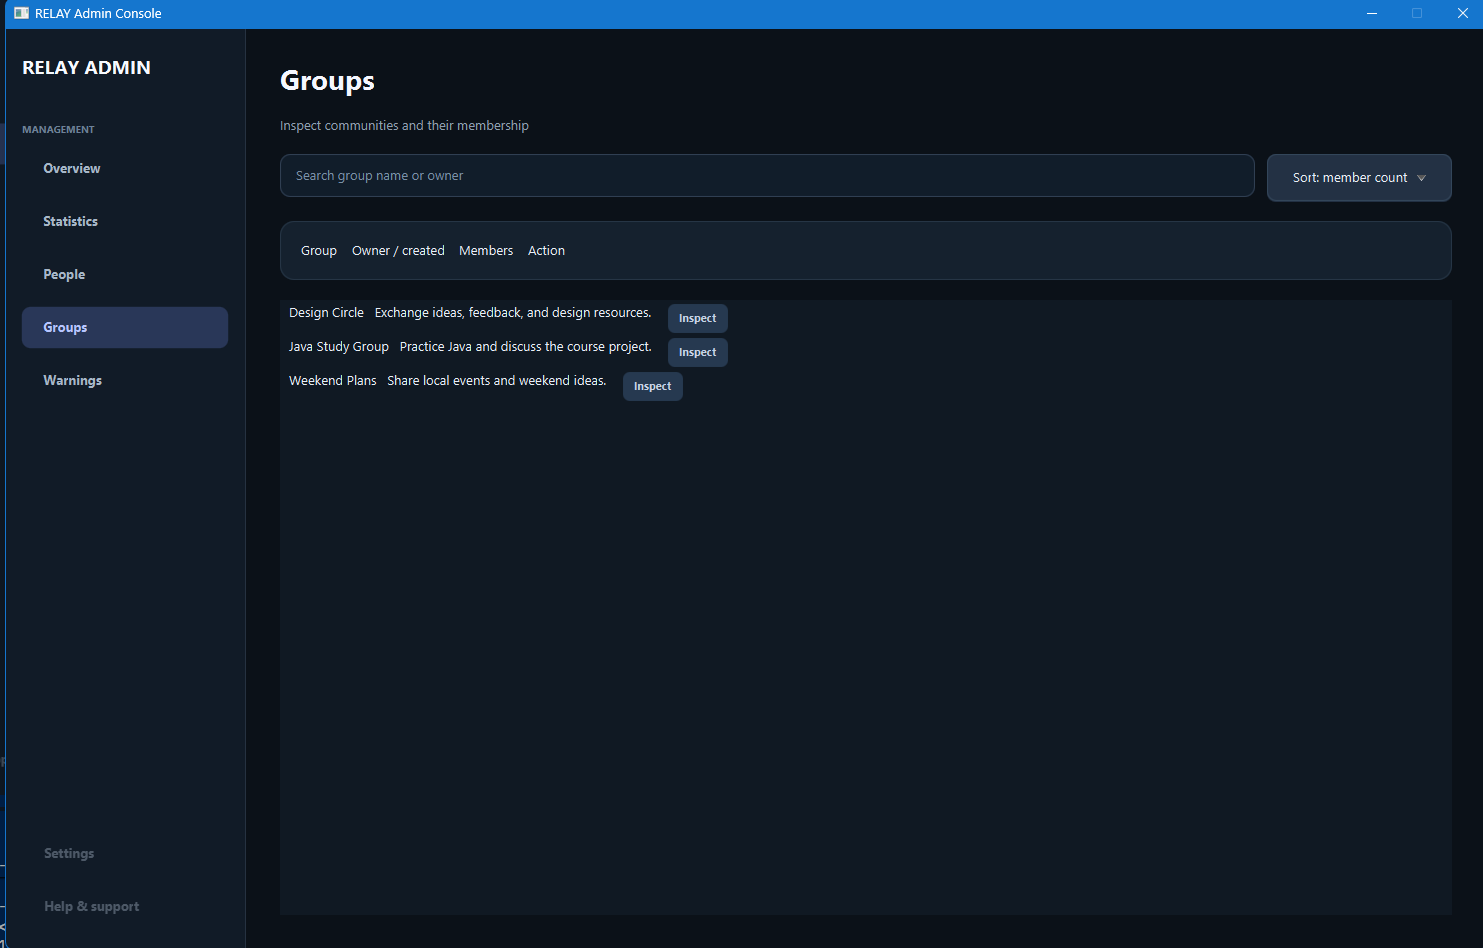 RELAY Admin Console
RELAY ADMIN
MANAGEMENT
Overview
Statistics
People
Groups
Warnings
Settings
Help & support
Groups
Inspect communities and their membership
Search group name or owner
Sort: member count
Group Owner / created Members Action
Design Circle Exchange ideas, feedback, and design resources. Inspect
Java Study Group Practice Java and discuss the course project. Inspect
Weekend Plans Share local events and weekend ideas. Inspect